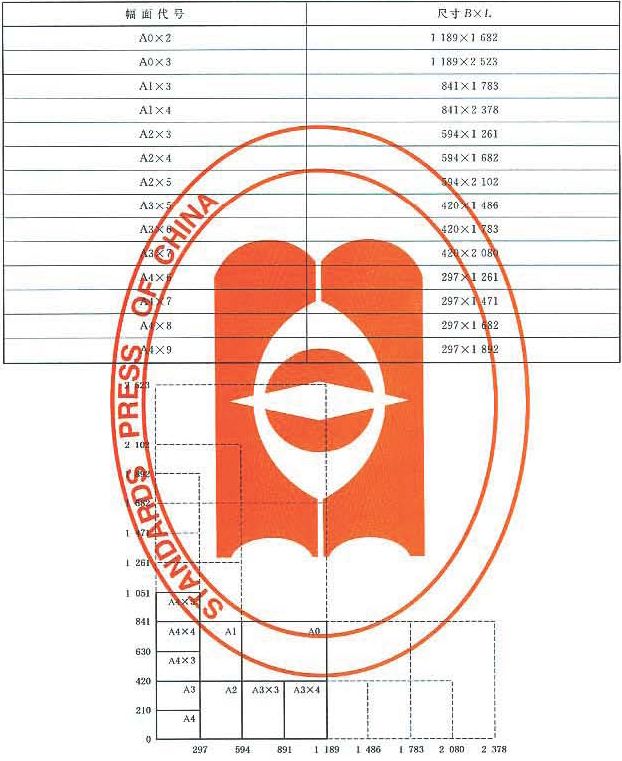 幅面代号 尺寸 B×L
A0×2 1 189×1 682
A0×3 1 189×2 523
A1×3 841×1 783
A1×4 841×2 378
A2×3 594×1 261
A2×4 594×1 682
A2×5 594×2 102
A3×5 420×1 486
A3×6 420×1 783
A3×7 420×2 080
A4×6 297×1 261
A4×7 297×1 471
A4×8 297×1 682
A4×9 297×1 892
STANDARDS PRESS OF CHINA
2 523
2 102
1 892
1 682
1 471
1 261
1 051
A4×5
841
A4×4 A1 A0
630
A4×3
420
A3 A2 A3×3 A3×4
210
A4
0
297 594 891 1 189 1 486 1 783 2 080 2 378